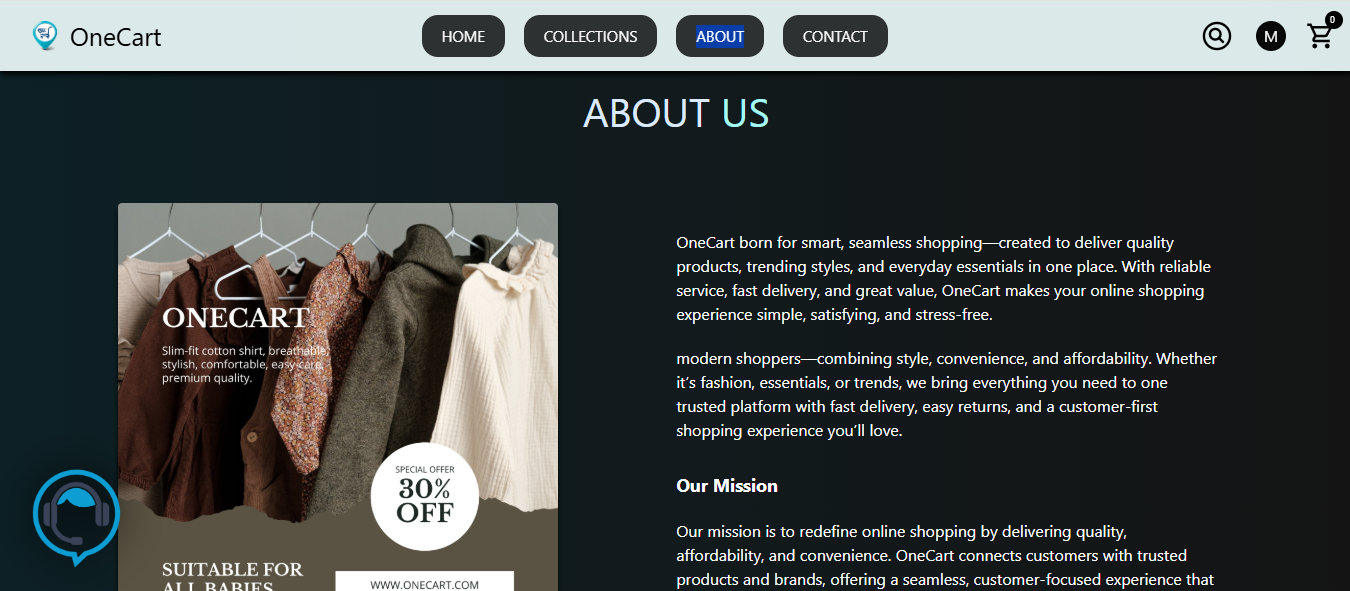 OneCart
HOME
COLLECTIONS
ABOUT
CONTACT
M
0
ABOUT US
ONECART
Slim-fit cotton shirt, breathable,
stylish, comfortable, easy-care,
premium quality.
SPECIAL OFFER
30%
OFF
SUITABLE FOR
ALL BABIES
WWW.ONECART.COM
OneCart born for smart, seamless shopping—created to deliver quality
products, trending styles, and everyday essentials in one place. With reliable
service, fast delivery, and great value, OneCart makes your online shopping
experience simple, satisfying, and stress-free.
modern shoppers—combining style, convenience, and affordability. Whether
it's fashion, essentials, or trends, we bring everything you need to one
trusted platform with fast delivery, easy returns, and a customer-first
shopping experience you'll love.
Our Mission
Our mission is to redefine online shopping by delivering quality,
affordability, and convenience. OneCart connects customers with trusted
products and brands, offering a seamless, customer-focused experience that